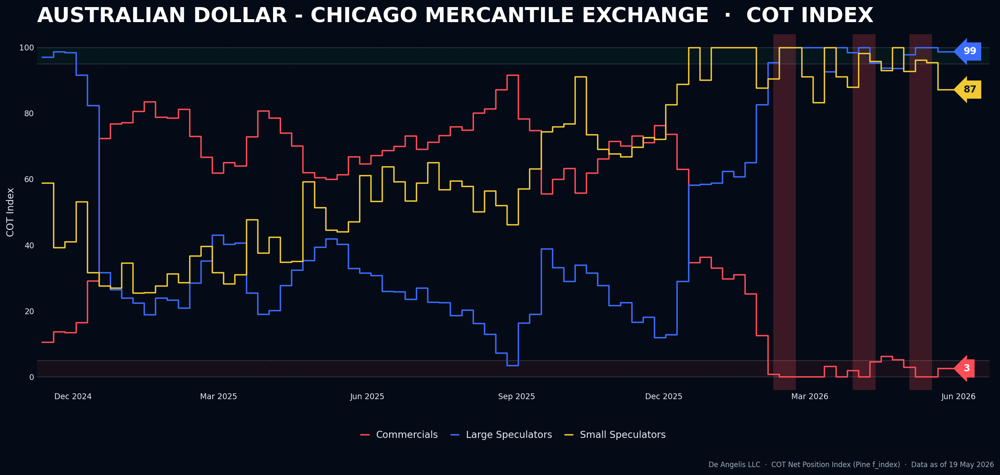 AUSTRALIAN DOLLAR - CHICAGO MERCANTILE EXCHANGE · COT INDEX
100
80
60
40
20
0
COT Index
99
87
3
Dec 2024
Mar 2025
Jun 2025
Sep 2025
Dec 2025
Mar 2026
Jun 2026
Commercials
Large Speculators
Small Speculators
De Angelis LLC · COT Net Position Index (Pine f_index) · Data as of 19 May 2026